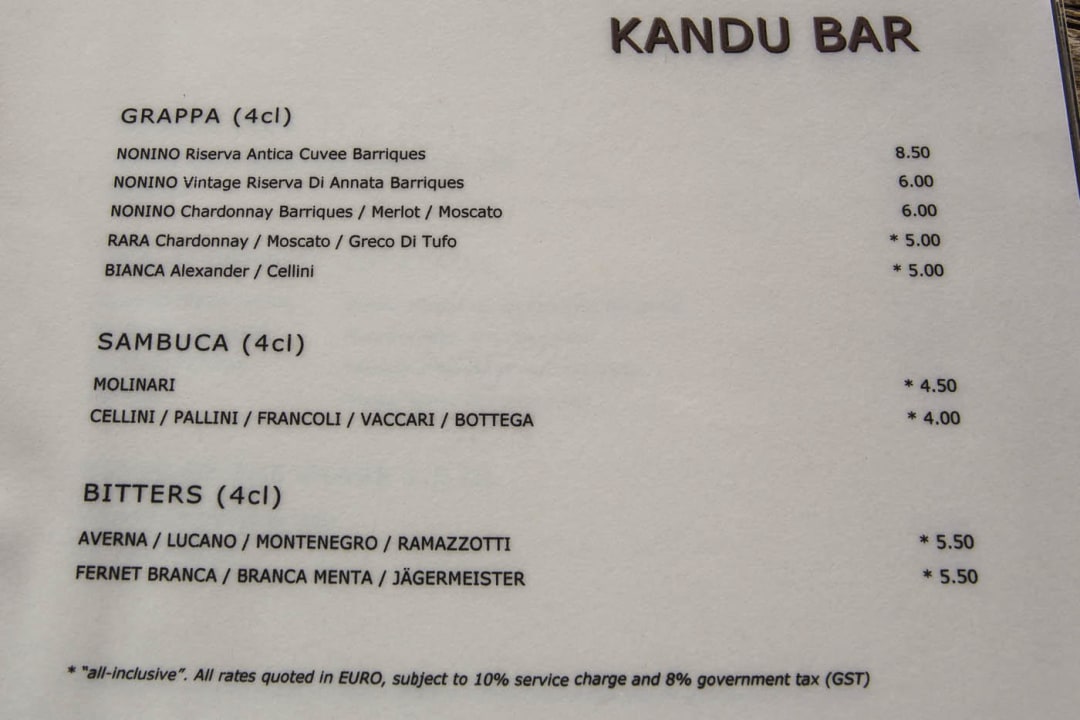 KANDU BAR
GRAPPA (4cl)
NONINO Riserva Antica Cuvee Barriques 8.50
NONINO Vintage Riserva Di Annata Barriques 6.00
NONINO Chardonnay Barriques / Merlot / Moscato 6.00
RARA Chardonnay / Moscato / Greco Di Tufo * 5.00
BIANCA Alexander / Cellini * 5.00
SAMBUCA (4cl)
MOLINARI * 4.50
CELLINI / PALLINI / FRANCOLI / VACCARI / BOTTEGA * 4.00
BITTERS (4cl)
AVERNA / LUCANO / MONTENEGRO / RAMAZZOTTI * 5.50
FERNET BRANCA / BRANCA MENTA / JÄGERMEISTER * 5.50
* "all-inclusive". All rates quoted in EURO, subject to 10% service charge and 8% government tax (GST)